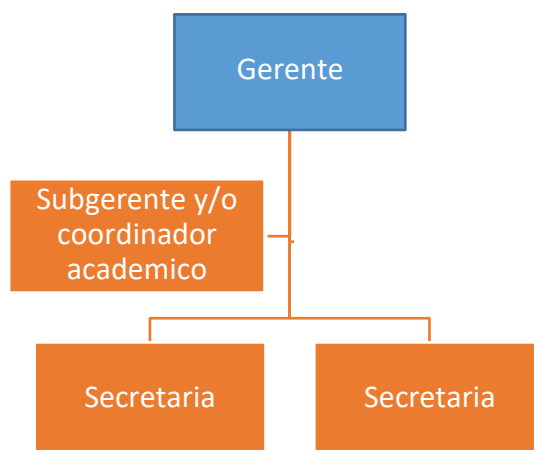 Gerente
Subgerente y/o
coordinador
academico
Secretaria
Secretaria